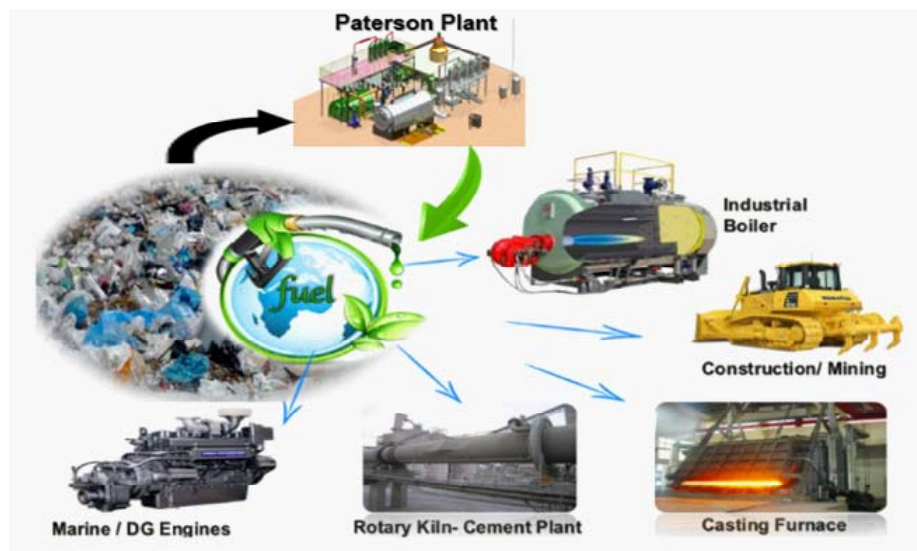 Paterson Plant
Industrial
Boiler
fuel
Construction/ Mining
Marine / DG Engines
Rotary Kiln- Cement Plant
Casting Furnace